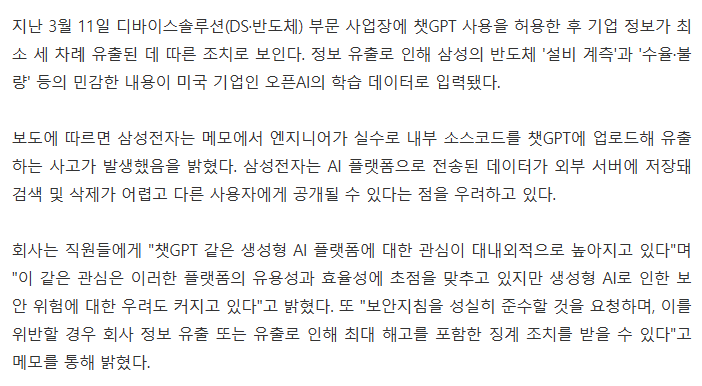 지난 3월 11일 디바이스솔루션(DS·반도체) 부문 사업장에 챗GPT 사용을 허용한 후 기업 정보가 최
소 세 차례 유출된 데 따른 조치로 보인다. 정보 유출로 인해 삼성의 반도체 '설비 계측'과 '수율·불
량' 등의 민감한 내용이 미국 기업인 오픈AI의 학습 데이터로 입력됐다.
보도에 따르면 삼성전자는 메모에서 엔지니어가 실수로 내부 소스코드를 챗GPT에 업로드해 유출
하는 사고가 발생했음을 밝혔다. 삼성전자는 AI 플랫폼으로 전송된 데이터가 외부 서버에 저장돼
검색 및 삭제가 어렵고 다른 사용자에게 공개될 수 있다는 점을 우려하고 있다.
회사는 직원들에게 "챗GPT 같은 생성형 AI 플랫폼에 대한 관심이 대내외적으로 높아지고 있다"며
"이 같은 관심은 이러한 플랫폼의 유용성과 효율성에 초점을 맞추고 있지만 생성형 AI로 인한 보
안 위험에 대한 우려도 커지고 있다"고 밝혔다. 또 "보안지침을 성실히 준수할 것을 요청하며, 이를
위반할 경우 회사 정보 유출 또는 유출로 인해 최대 해고를 포함한 징계 조치를 받을 수 있다"고
메모를 통해 밝혔다.